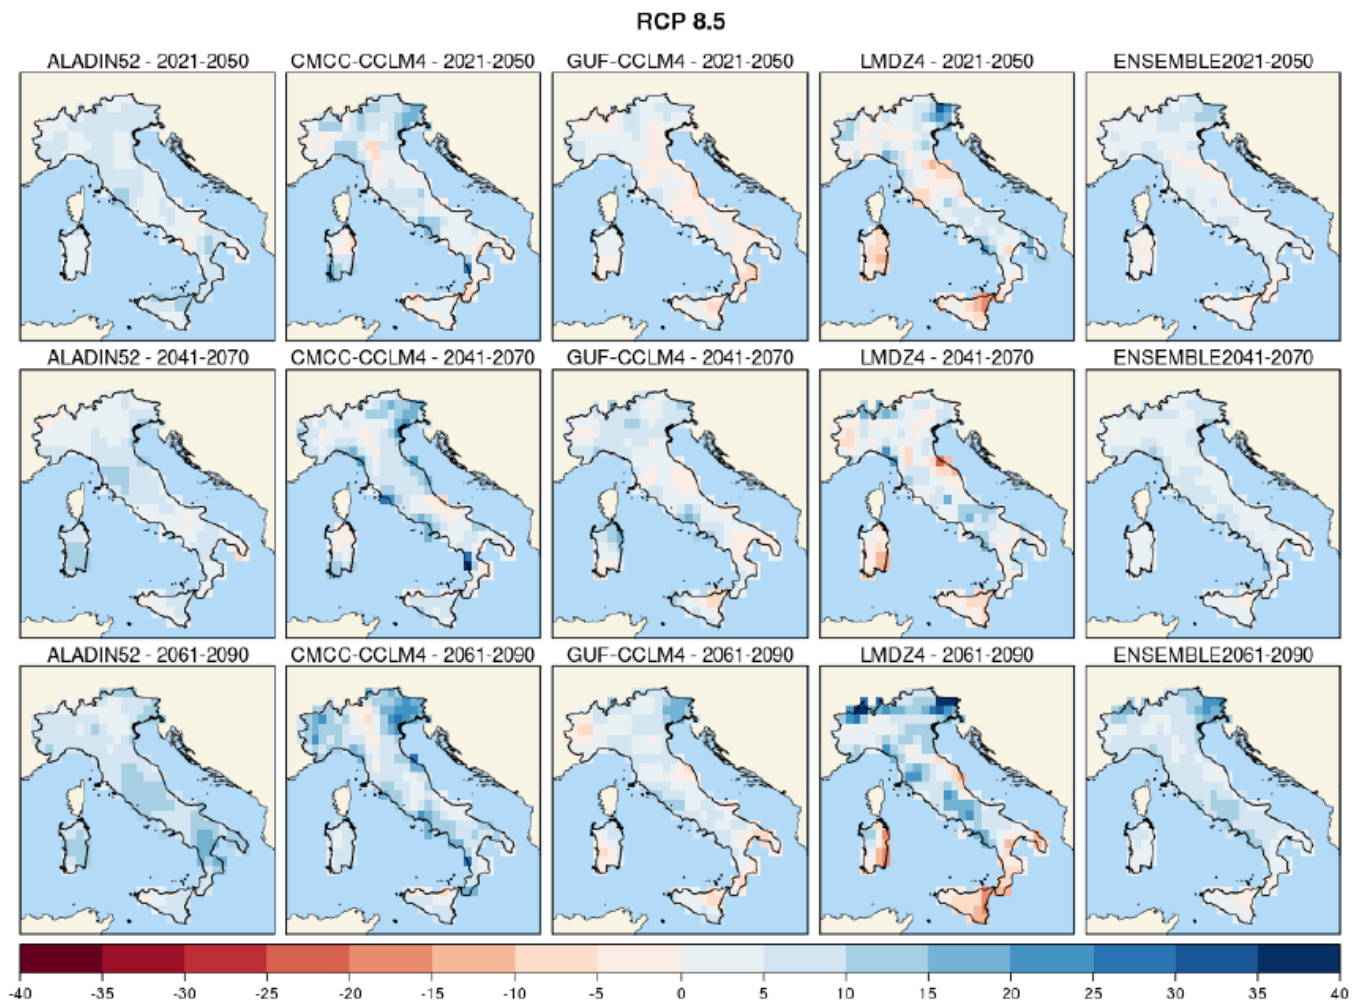 RCP 8.5
ALADIN52 - 2021-2050 CMCC-CCLM4 - 2021-2050 GUF-CCLM4 - 2021-2050 LMDZ4 - 2021-2050 ENSEMBLE2021-2050
ALADIN52 - 2041-2070 CMCC-CCLM4 - 2041-2070 GUF-CCLM4 - 2041-2070 LMDZ4 - 2041-2070 ENSEMBLE2041-2070
ALADIN52 - 2061-2090 CMCC-CCLM4 - 2061-2090 GUF-CCLM4 - 2061-2090 LMDZ4 - 2061-2090 ENSEMBLE2061-2090
-40 -35 -30 -25 -20 -15 -10 -5 0 5 10 15 20 25 30 35 40